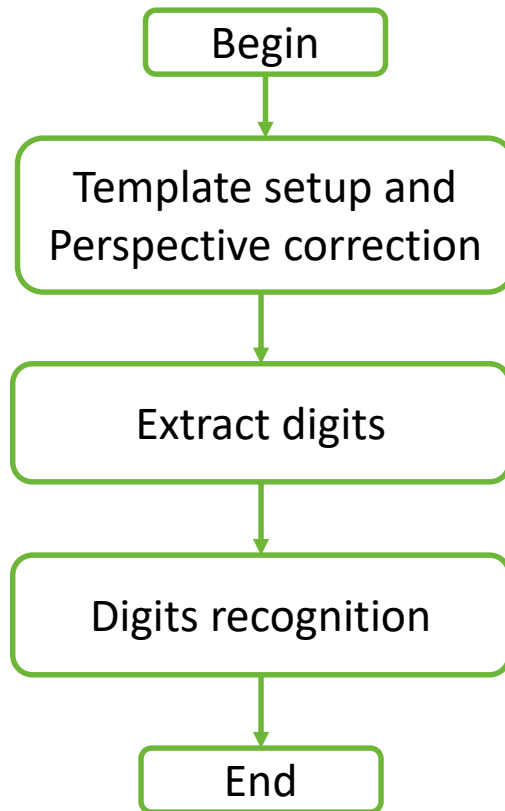 Begin
Template setup and
Perspective correction
Extract digits
Digits recognition
End